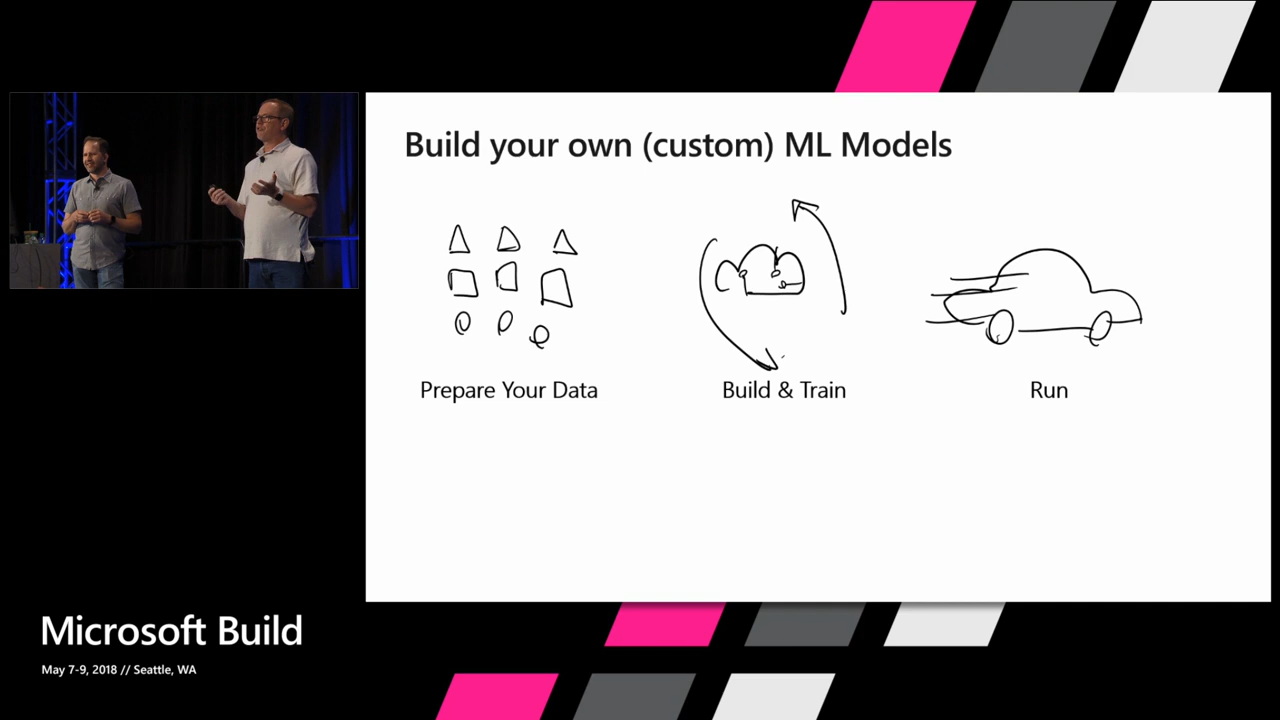 Build your own (custom) ML Models
Prepare Your Data
Build & Train
Run
Microsoft Build
May 7-9, 2018 // Seattle, WA